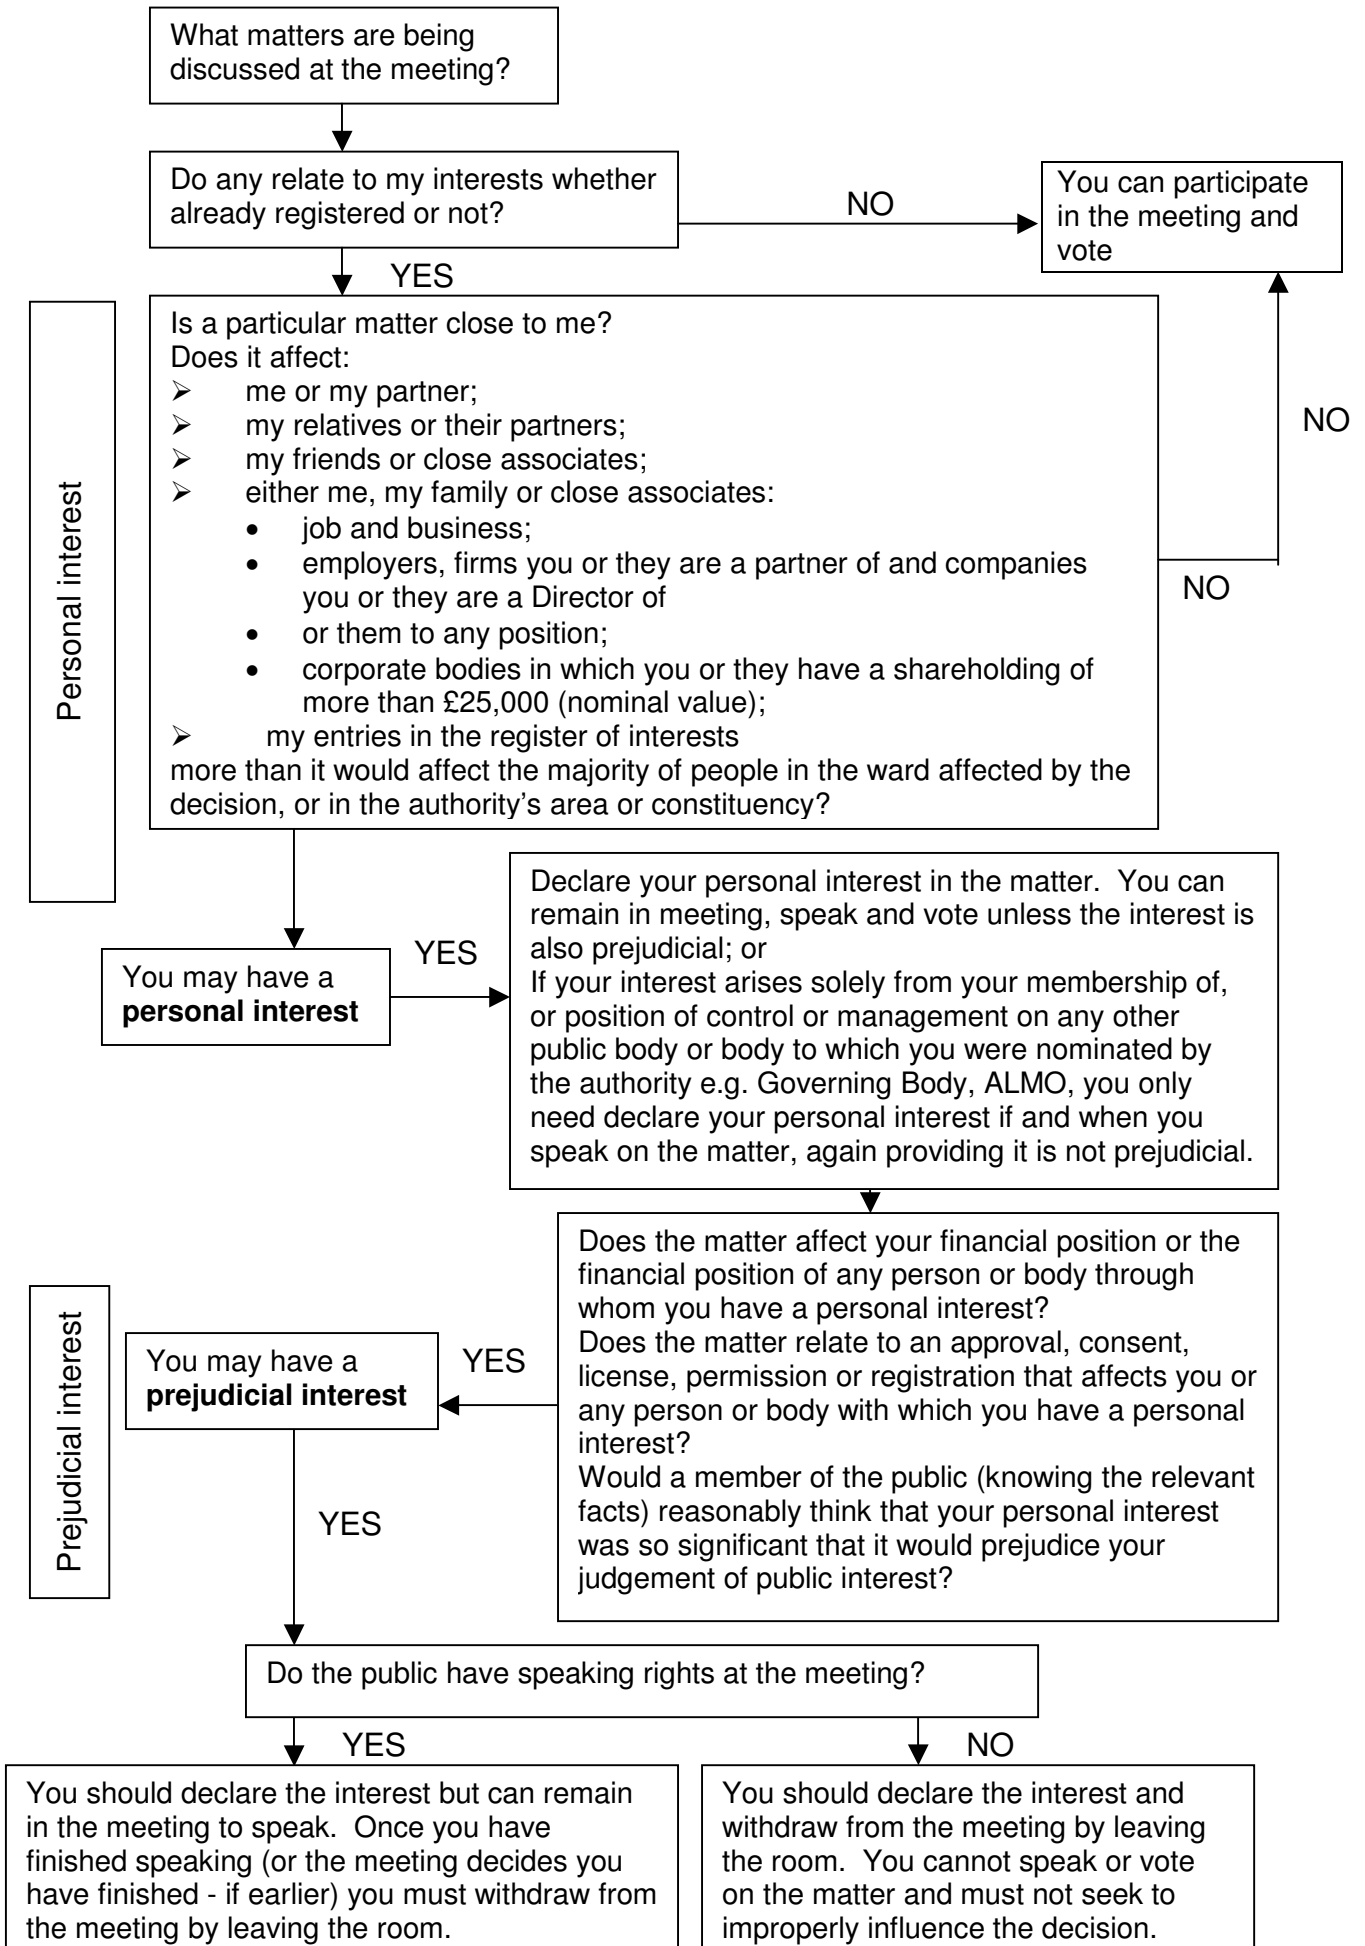 What matters are being
discussed at the meeting?
Do any relate to my interests whether
already registered or not?
NO
You can participate
in the meeting and
vote
YES
Personal interest
Is a particular matter close to me?
Does it affect:
➢ me or my partner;
➢ my relatives or their partners;
➢ my friends or close associates;
➢ either me, my family or close associates:
• job and business;
• employers, firms you or they are a partner of and companies
you or they are a Director of
• or them to any position;
• corporate bodies in which you or they have a shareholding of
more than £25,000 (nominal value);
➢ my entries in the register of interests
more than it would affect the majority of people in the ward affected by the
decision, or in the authority's area or constituency?
NO
NO
You may have a
personal interest
YES
Declare your personal interest in the matter. You can
remain in meeting, speak and vote unless the interest is
also prejudicial; or
If your interest arises solely from your membership of,
or position of control or management on any other
public body or body to which you were nominated by
the authority e.g. Governing Body, ALMO, you only
need declare your personal interest if and when you
speak on the matter, again providing it is not prejudicial.
Prejudicial interest
You may have a
prejudicial interest
YES
Does the matter affect your financial position or the
financial position of any person or body through
whom you have a personal interest?
Does the matter relate to an approval, consent,
license, permission or registration that affects you or
any person or body with which you have a personal
interest?
Would a member of the public (knowing the relevant
facts) reasonably think that your personal interest
was so significant that it would prejudice your
judgement of public interest?
YES
Do the public have speaking rights at the meeting?
YES
NO
You should declare the interest but can remain
in the meeting to speak. Once you have
finished speaking (or the meeting decides you
have finished - if earlier) you must withdraw from
the meeting by leaving the room.
You should declare the interest and
withdraw from the meeting by leaving
the room. You cannot speak or vote
on the matter and must not seek to
improperly influence the decision.